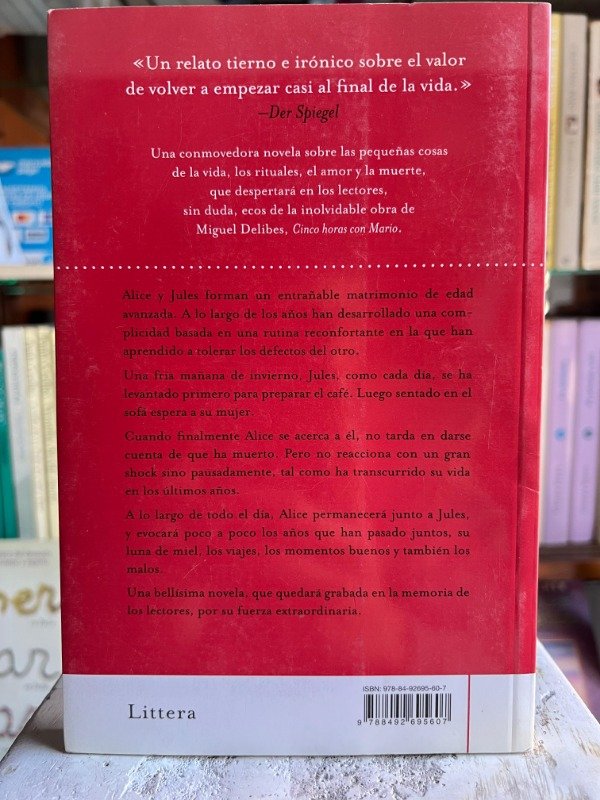 «Un relato tierno e irónico sobre el valor
de volver a empezar casi al final de la vida.»
—Der Spiegel
Una conmovedora novela sobre las pequeñas cosas
de la vida, los rituales, el amor y la muerte,
que despertará en los lectores,
sin duda, ecos de la inolvidable obra de
Miguel Delibes, Cinco horas con Mario.
Alice y Jules forman un entrañable matrimonio de edad
avanzada. A lo largo de los años han desarrollado una com-
plicidad basada en una rutina reconfortante en la que han
aprendido a tolerar los defectos del otro.
Una fría mañana de invierno, Jules, como cada día, se ha
levantado primero para preparar el café. Luego sentado en el
sofá espera a su mujer.
Cuando finalmente Alice se acerca a él, no tarda en darse
cuenta de que ha muerto. Pero no reacciona con un gran
shock sino pausadamente, tal como ha transcurrido su vida
en los últimos años.
A lo largo de todo el día, Alice permanecerá junto a Jules,
y evocará poco a poco los años que han pasado juntos, su
luna de miel, los viajes, los momentos buenos y también los
malos.
Una bellísima novela, que quedará grabada en la memoria de
los lectores, por su fuerza extraordinaria.
ISBN: 978-84-92695-60-7
Littera
9 788492 695607